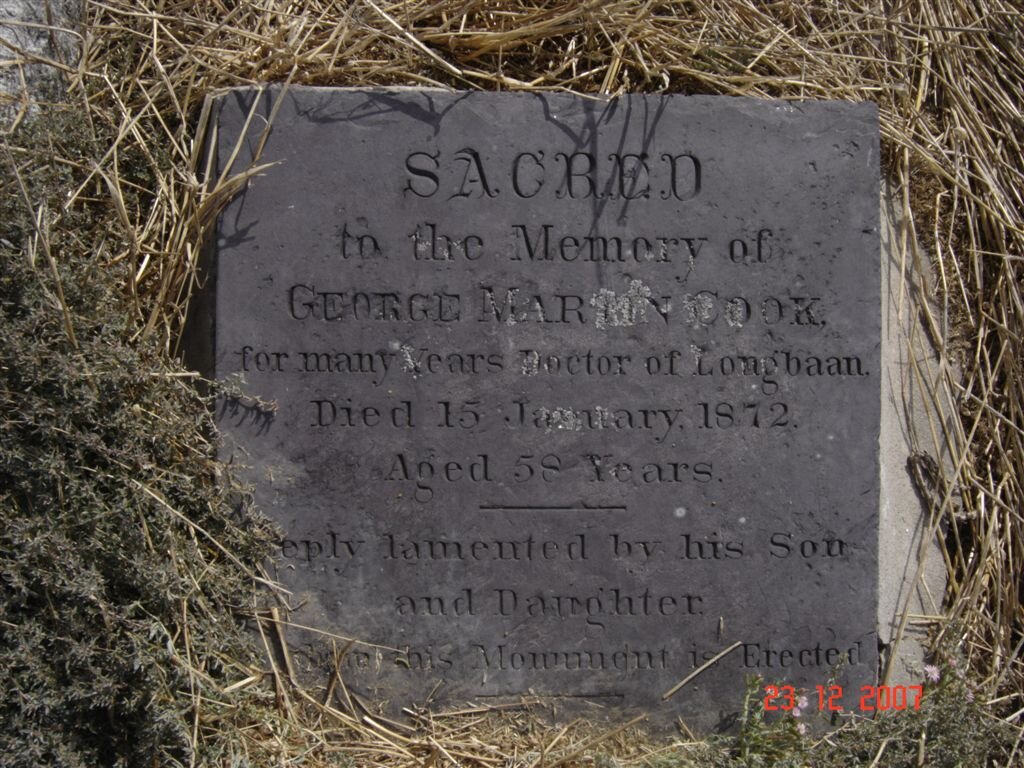 SACRED
to the Memory of
GEORGE MARTIN COOK,
for many Years Doctor of Longbaan.
Died 15 January, 1872.
Aged 58 Years.
eply lamented by his Son
and Daughter
this Monument is Erected
23 12 2007